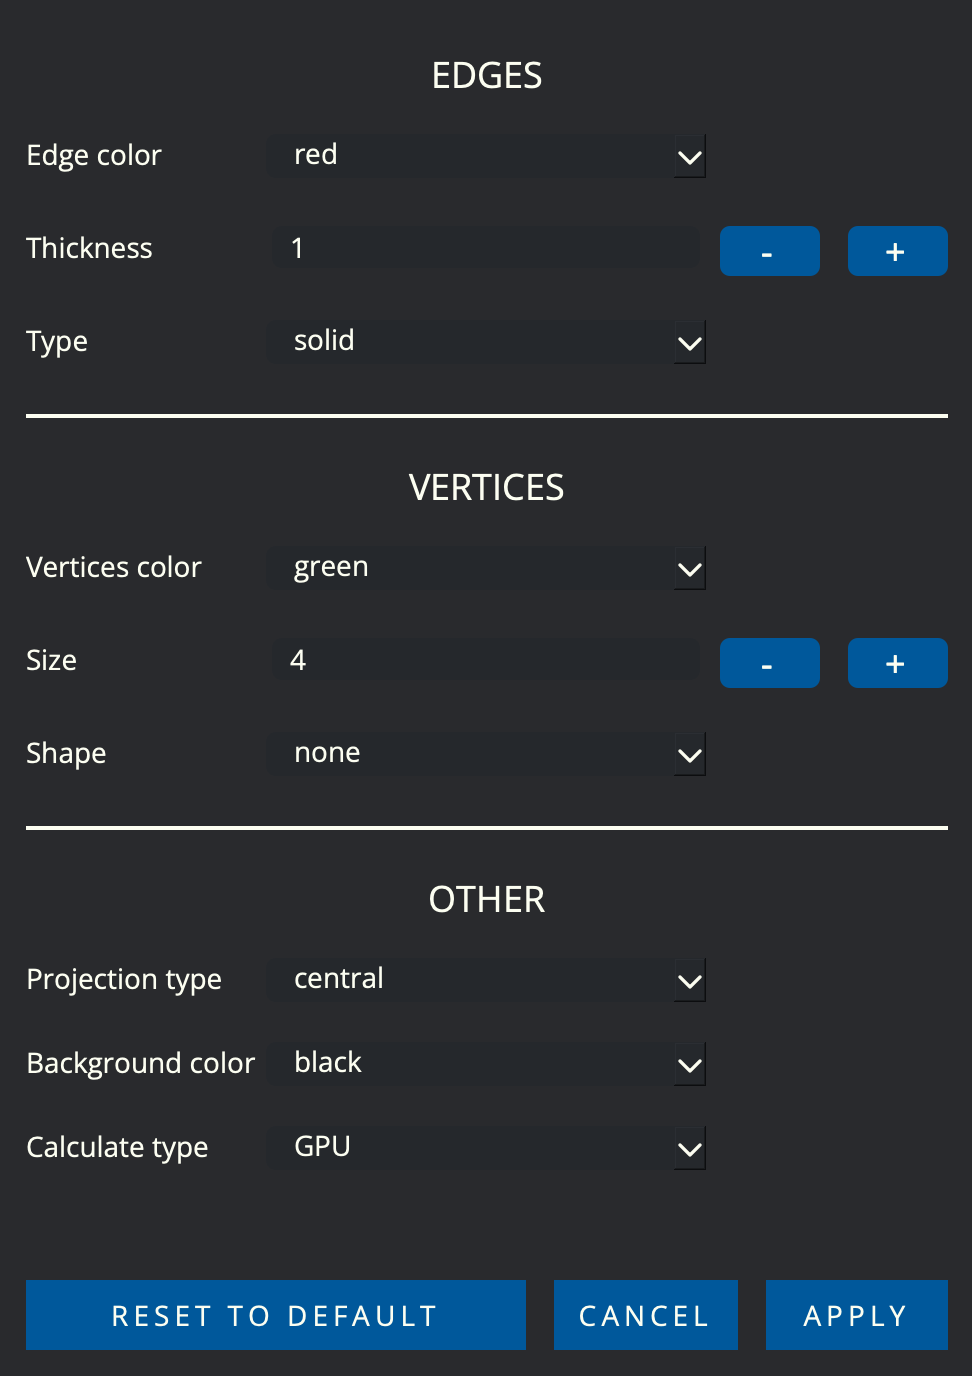 EDGES
Edge color red
Thickness 1 - +
Type solid
VERTICES
Vertices color green
Size 4 - +
Shape none
OTHER
Projection type central
Background color black
Calculate type GPU
RESET TO DEFAULT CANCEL APPLY